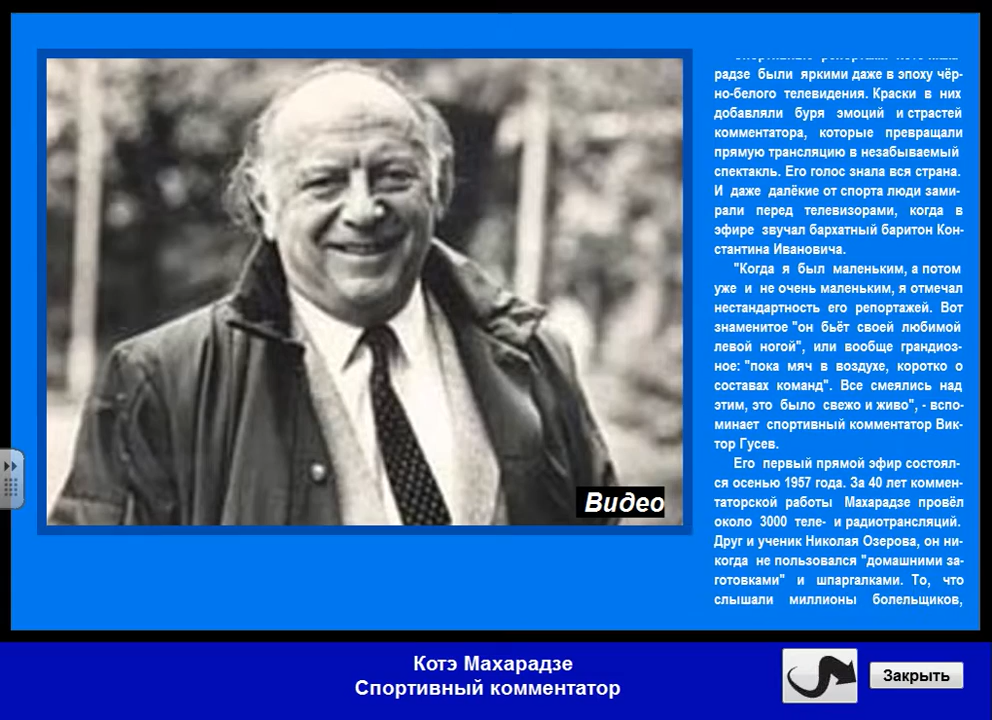 радзе были яркими даже в эпоху чёр-
но-белого телевидения. Краски в них
добавляли буря эмоций и страстей
комментатора, которые превращали
прямую трансляцию в незабываемый
спектакль. Его голос знала вся страна.
И даже далёкие от спорта люди зами-
рали перед телевизорами, когда в
эфире звучал бархатный баритон Кон-
стантина Ивановича.
"Когда я был маленьким, а потом
уже и не очень маленьким, я отмечал
нестандартность его репортажей. Вот
знаменитое "он бьёт своей любимой
левой ногой", или вообще грандиоз-
ное: "пока мяч в воздухе, коротко о
составах команд". Все смеялись над
этим, это было свежо и живо", - вспо-
минает спортивный комментатор Вик-
тор Гусев.
Его первый прямой эфир состоял-
ся осенью 1957 года. За 40 лет коммен-
таторской работы Махарадзе провёл
около 3000 теле- и радиотрансляций.
Друг и ученик Николая Озерова, он ни-
когда не пользовался "домашними за-
готовками" и шпаргалками. То, что
слышали миллионы болельщиков,
Видео
Котэ Махарадзе
Спортивный комментатор
Закрыть